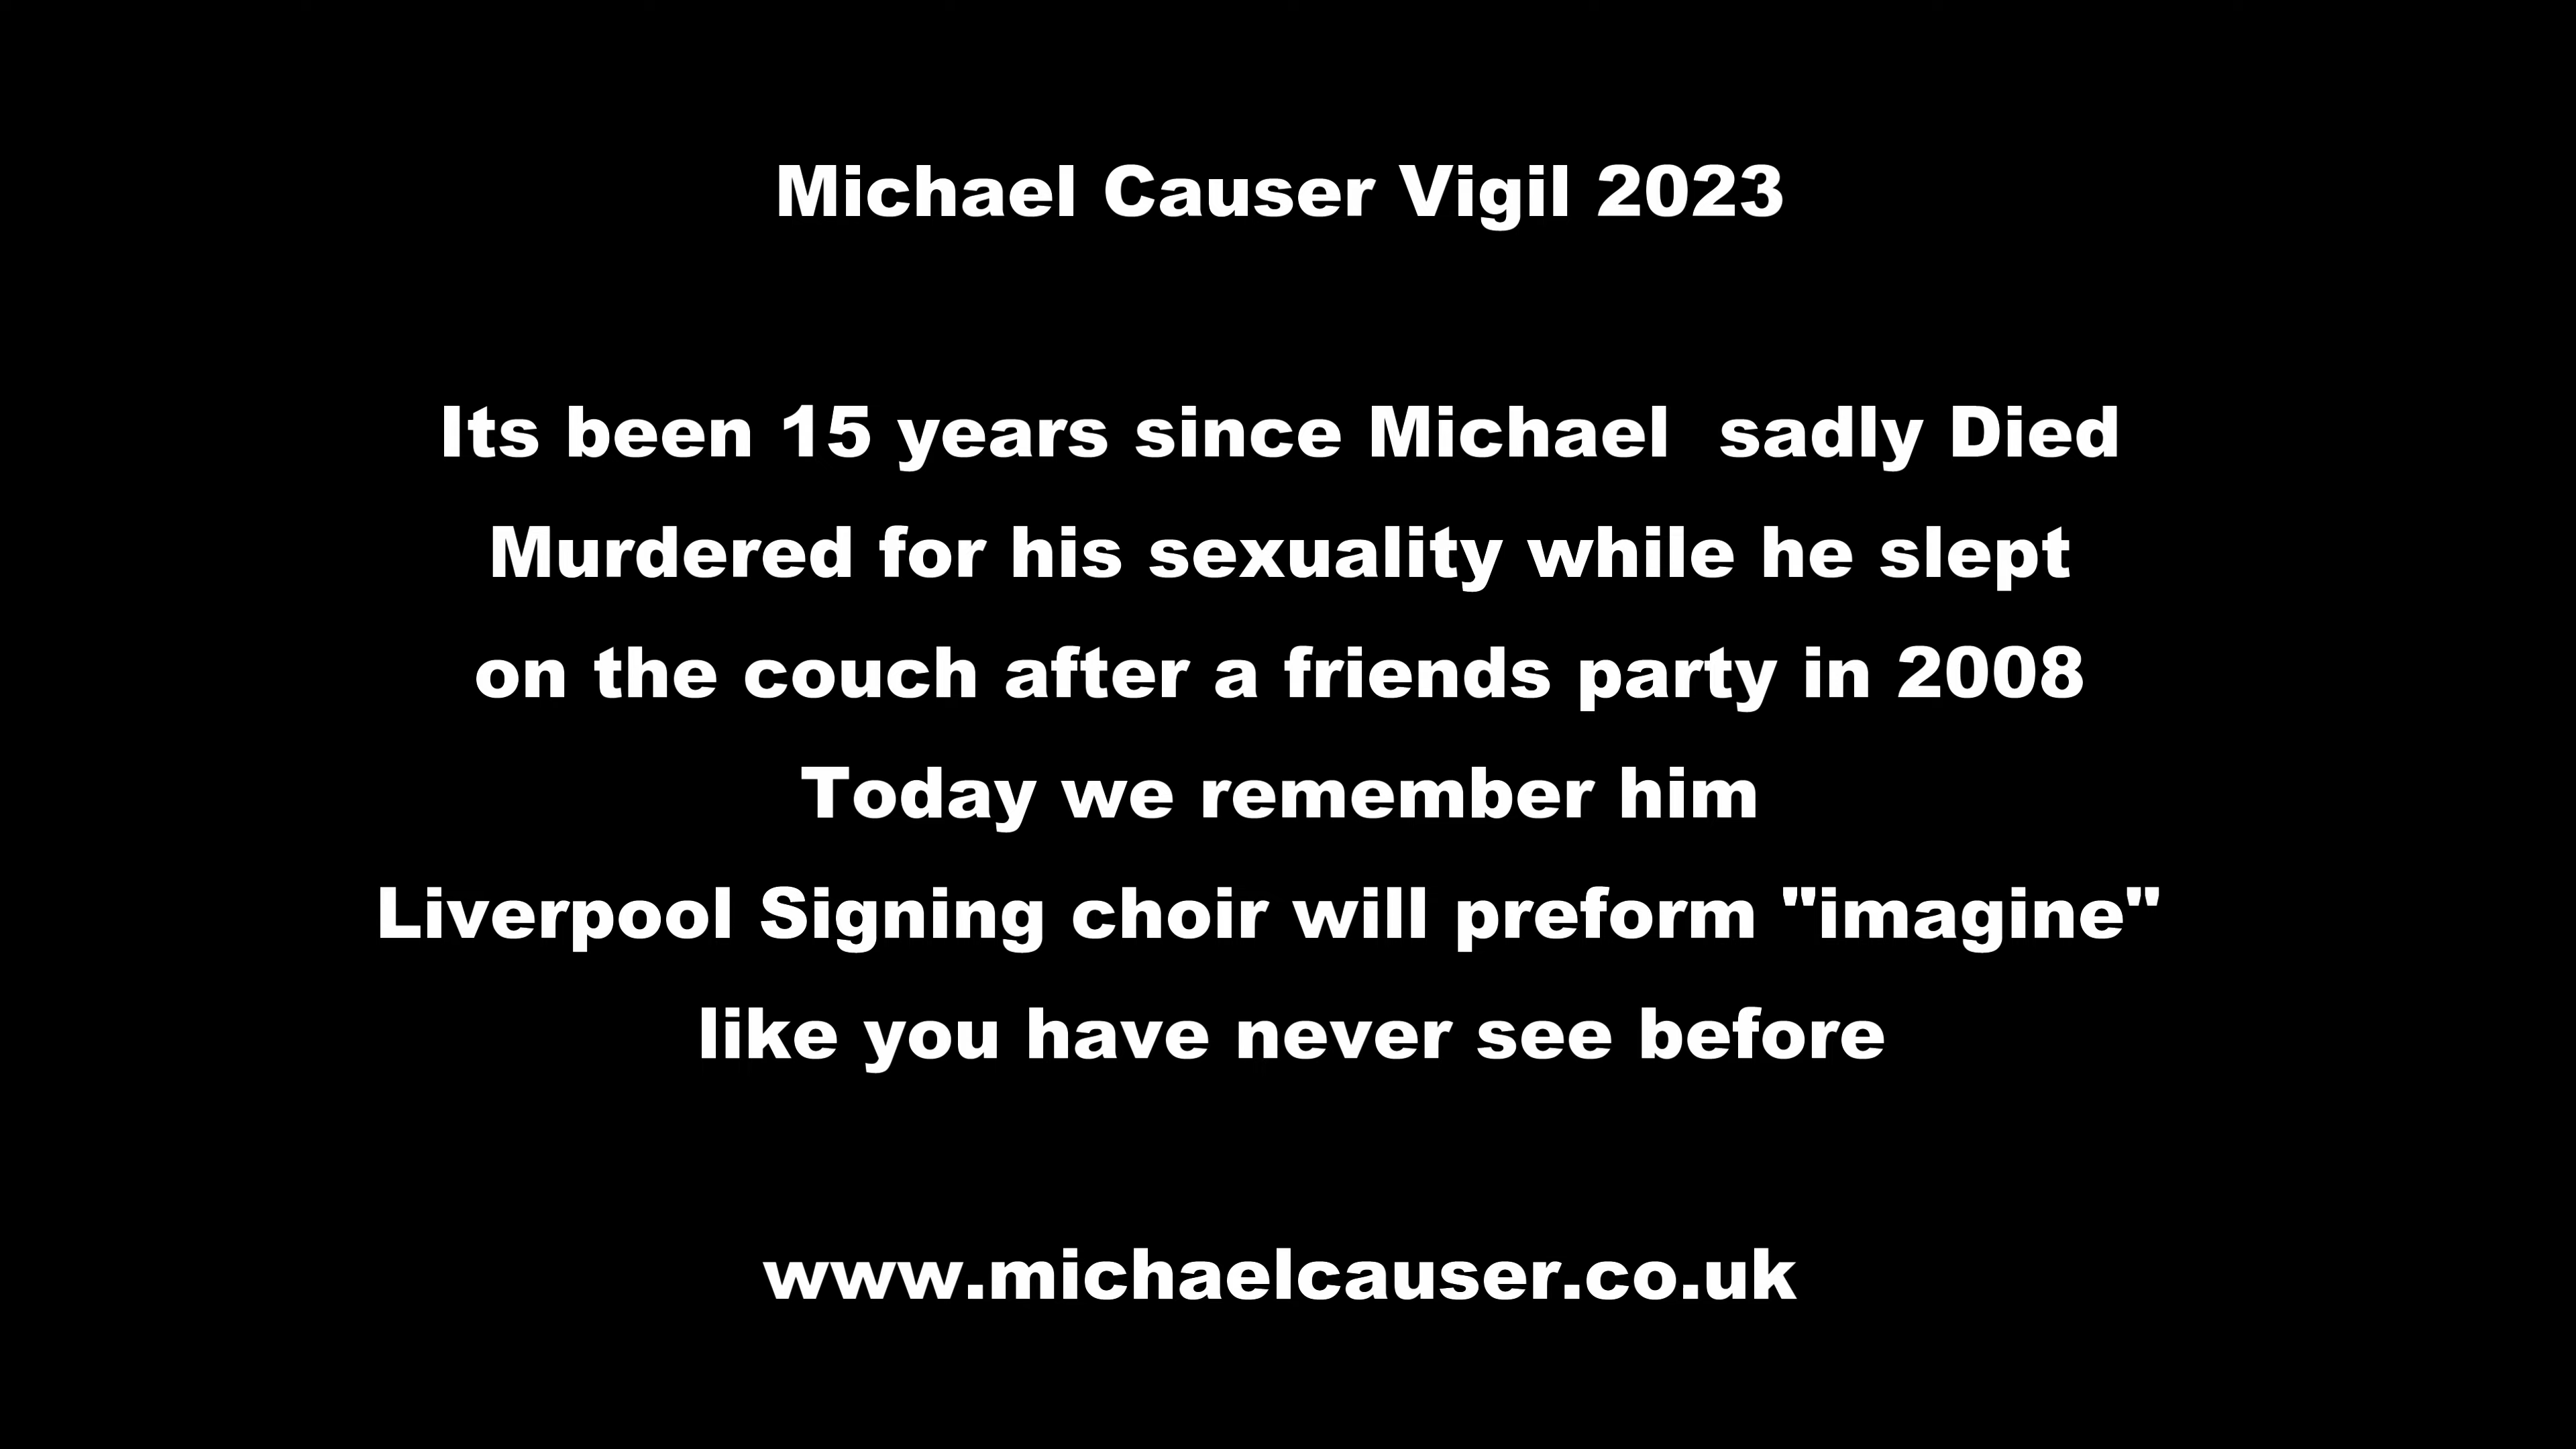 Michael Causer Vigil 2023
Its been 15 years since Michael  sadly Died
Murdered for his sexuality while he slept
on the couch after a friends party in 2008
Today we remember him
Liverpool Signing choir will preform "imagine"
like you have never see before
www.michaelcauser.co.uk